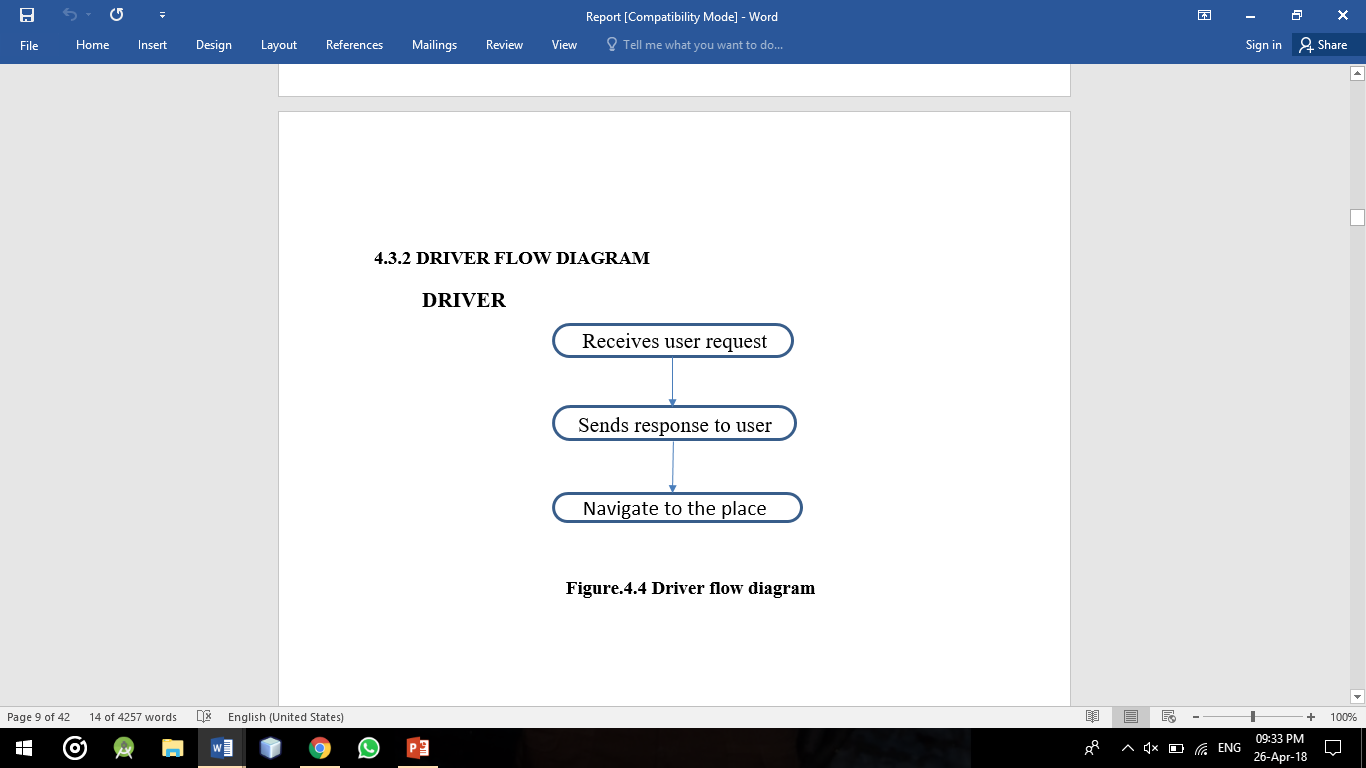 Report [Compatibility Mode] - Word
File Home Insert Design Layout References Mailings Review View Tell me what you want to do... Sign in Share
4.3.2 DRIVER FLOW DIAGRAM
DRIVER
Receives user request
Sends response to user
Navigate to the place
Figure.4.4 Driver flow diagram
Page 9 of 42 14 of 4257 words English (United States) 100%
ENG
09:33 PM
26-Apr-18